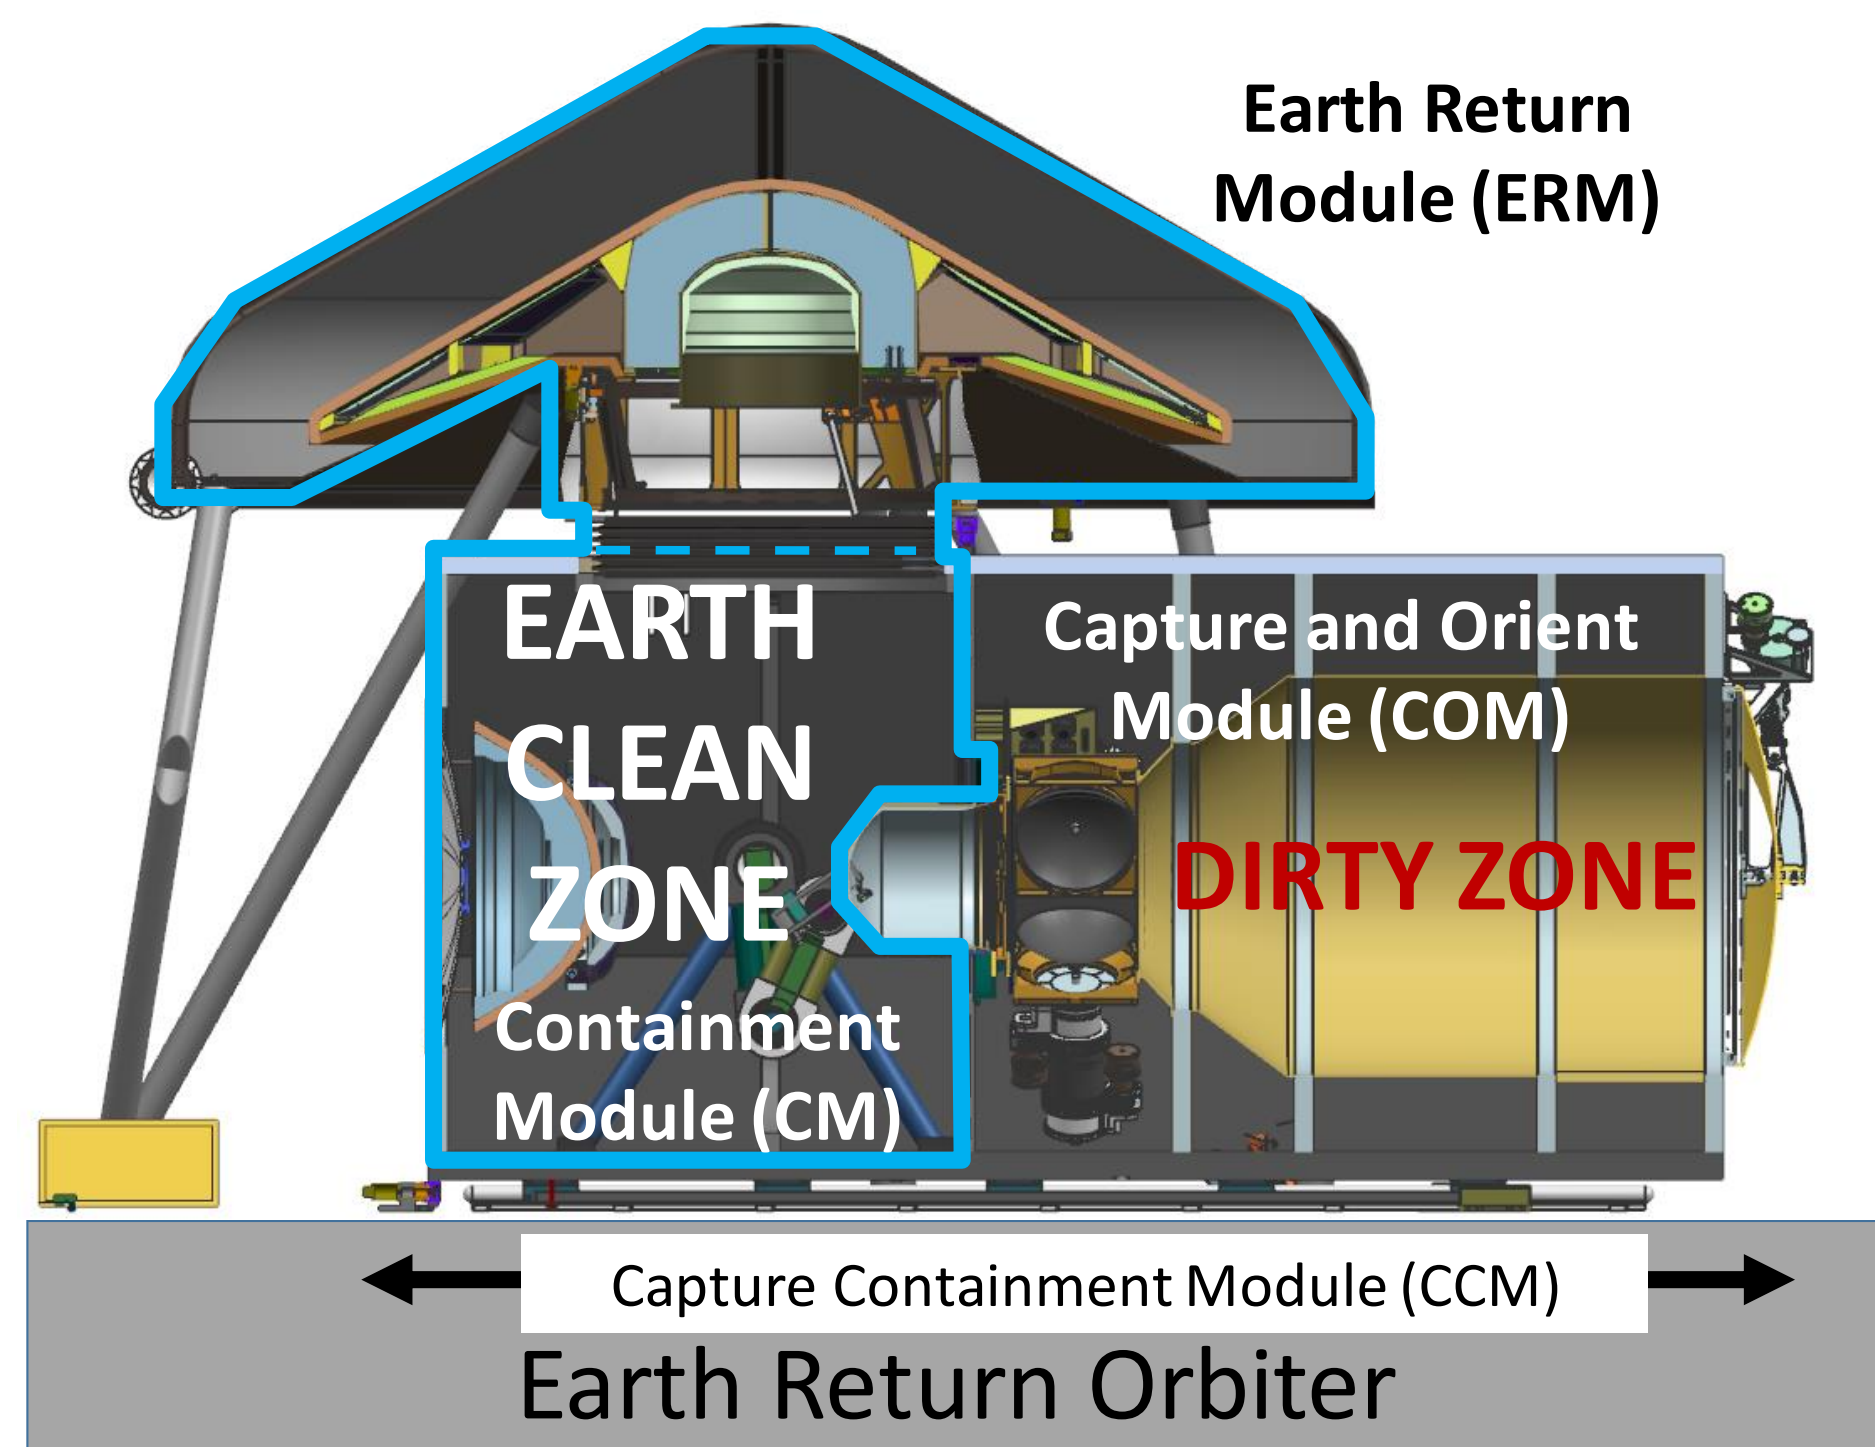 Earth Return
Module (ERM)
EARTH
CLEAN
ZONE
Containment
Module (CM)
Capture and Orient
Module (COM)
DIRTY ZONE
Capture Containment Module (CCM)
Earth Return Orbiter